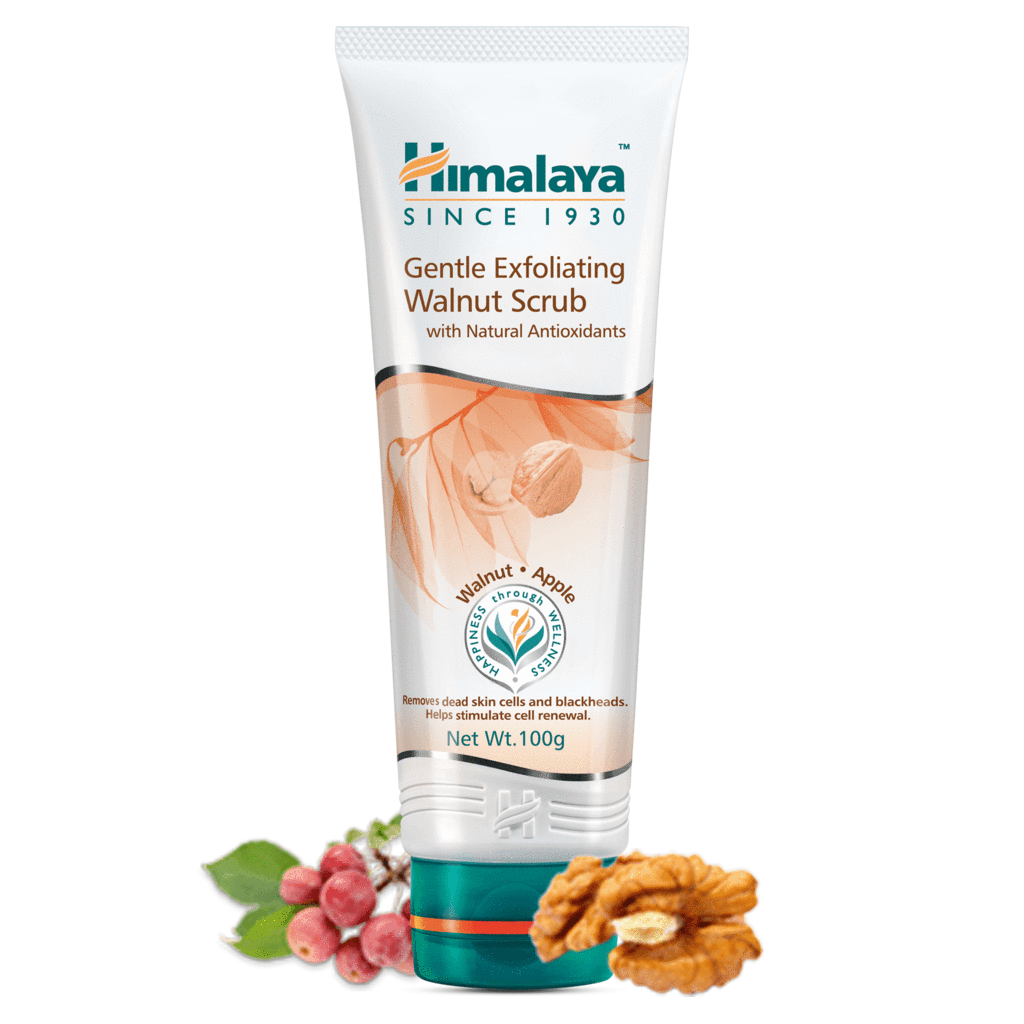 Himalaya™
SINCE 1930
Gentle Exfoliating
Walnut Scrub
with Natural Antioxidants
Walnut • Apple
HAPPINESS through WELLNESS
Removes dead skin cells and blackheads.
Helps stimulate cell renewal.
Net Wt.100g
H